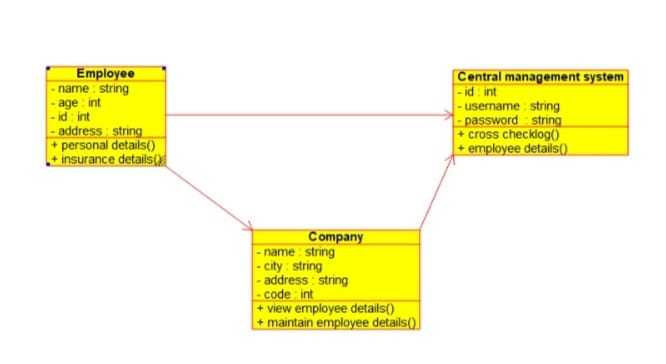 Employee
- name : string
- age : int
- id : int
- address : string
+ personal details()
+ insurance details()
Central management system
- id : int
- username : string
- password : string
+ cross checklog()
+ employee details()
Company
- name : string
- city : string
- address : string
- code : int
+ view employee details()
+ maintain employee details()